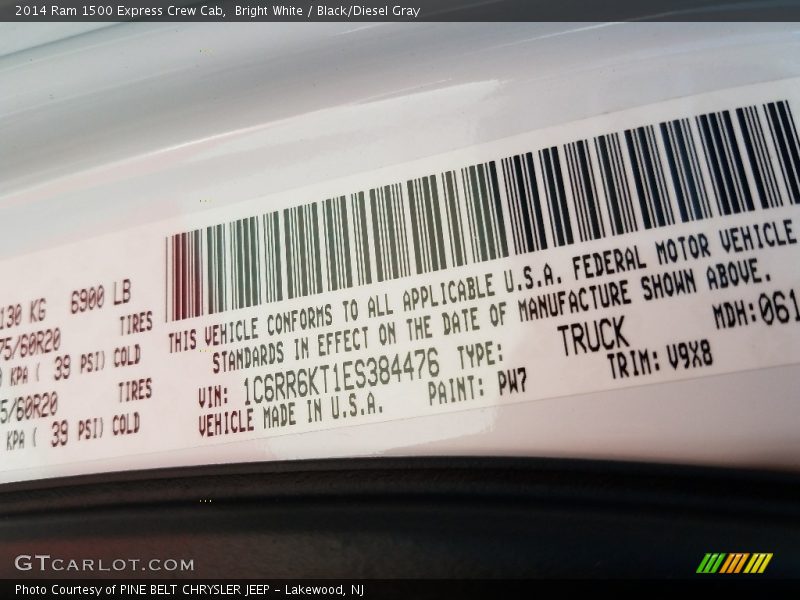 2014 Ram 1500 Express Crew Cab, Bright White / Black/Diesel Gray
130 KG 6900 LB
75/60R20 TIRES
KPA ( 39 PSI) COLD
5/60R20 TIRES
KPA ( 39 PSI) COLD
THIS VEHICLE CONFORMS TO ALL APPLICABLE U.S.A. FEDERAL MOTOR VEHICLE
STANDARDS IN EFFECT ON THE DATE OF MANUFACTURE SHOWN ABOVE.
VIN: 1C6RR6KT1ES384476 TYPE: TRUCK MDH:061
VEHICLE MADE IN U.S.A. PAINT: PW7 TRIM: V9X8
GTCARLOT.COM
Photo Courtesy of PINE BELT CHRYSLER JEEP - Lakewood, NJ